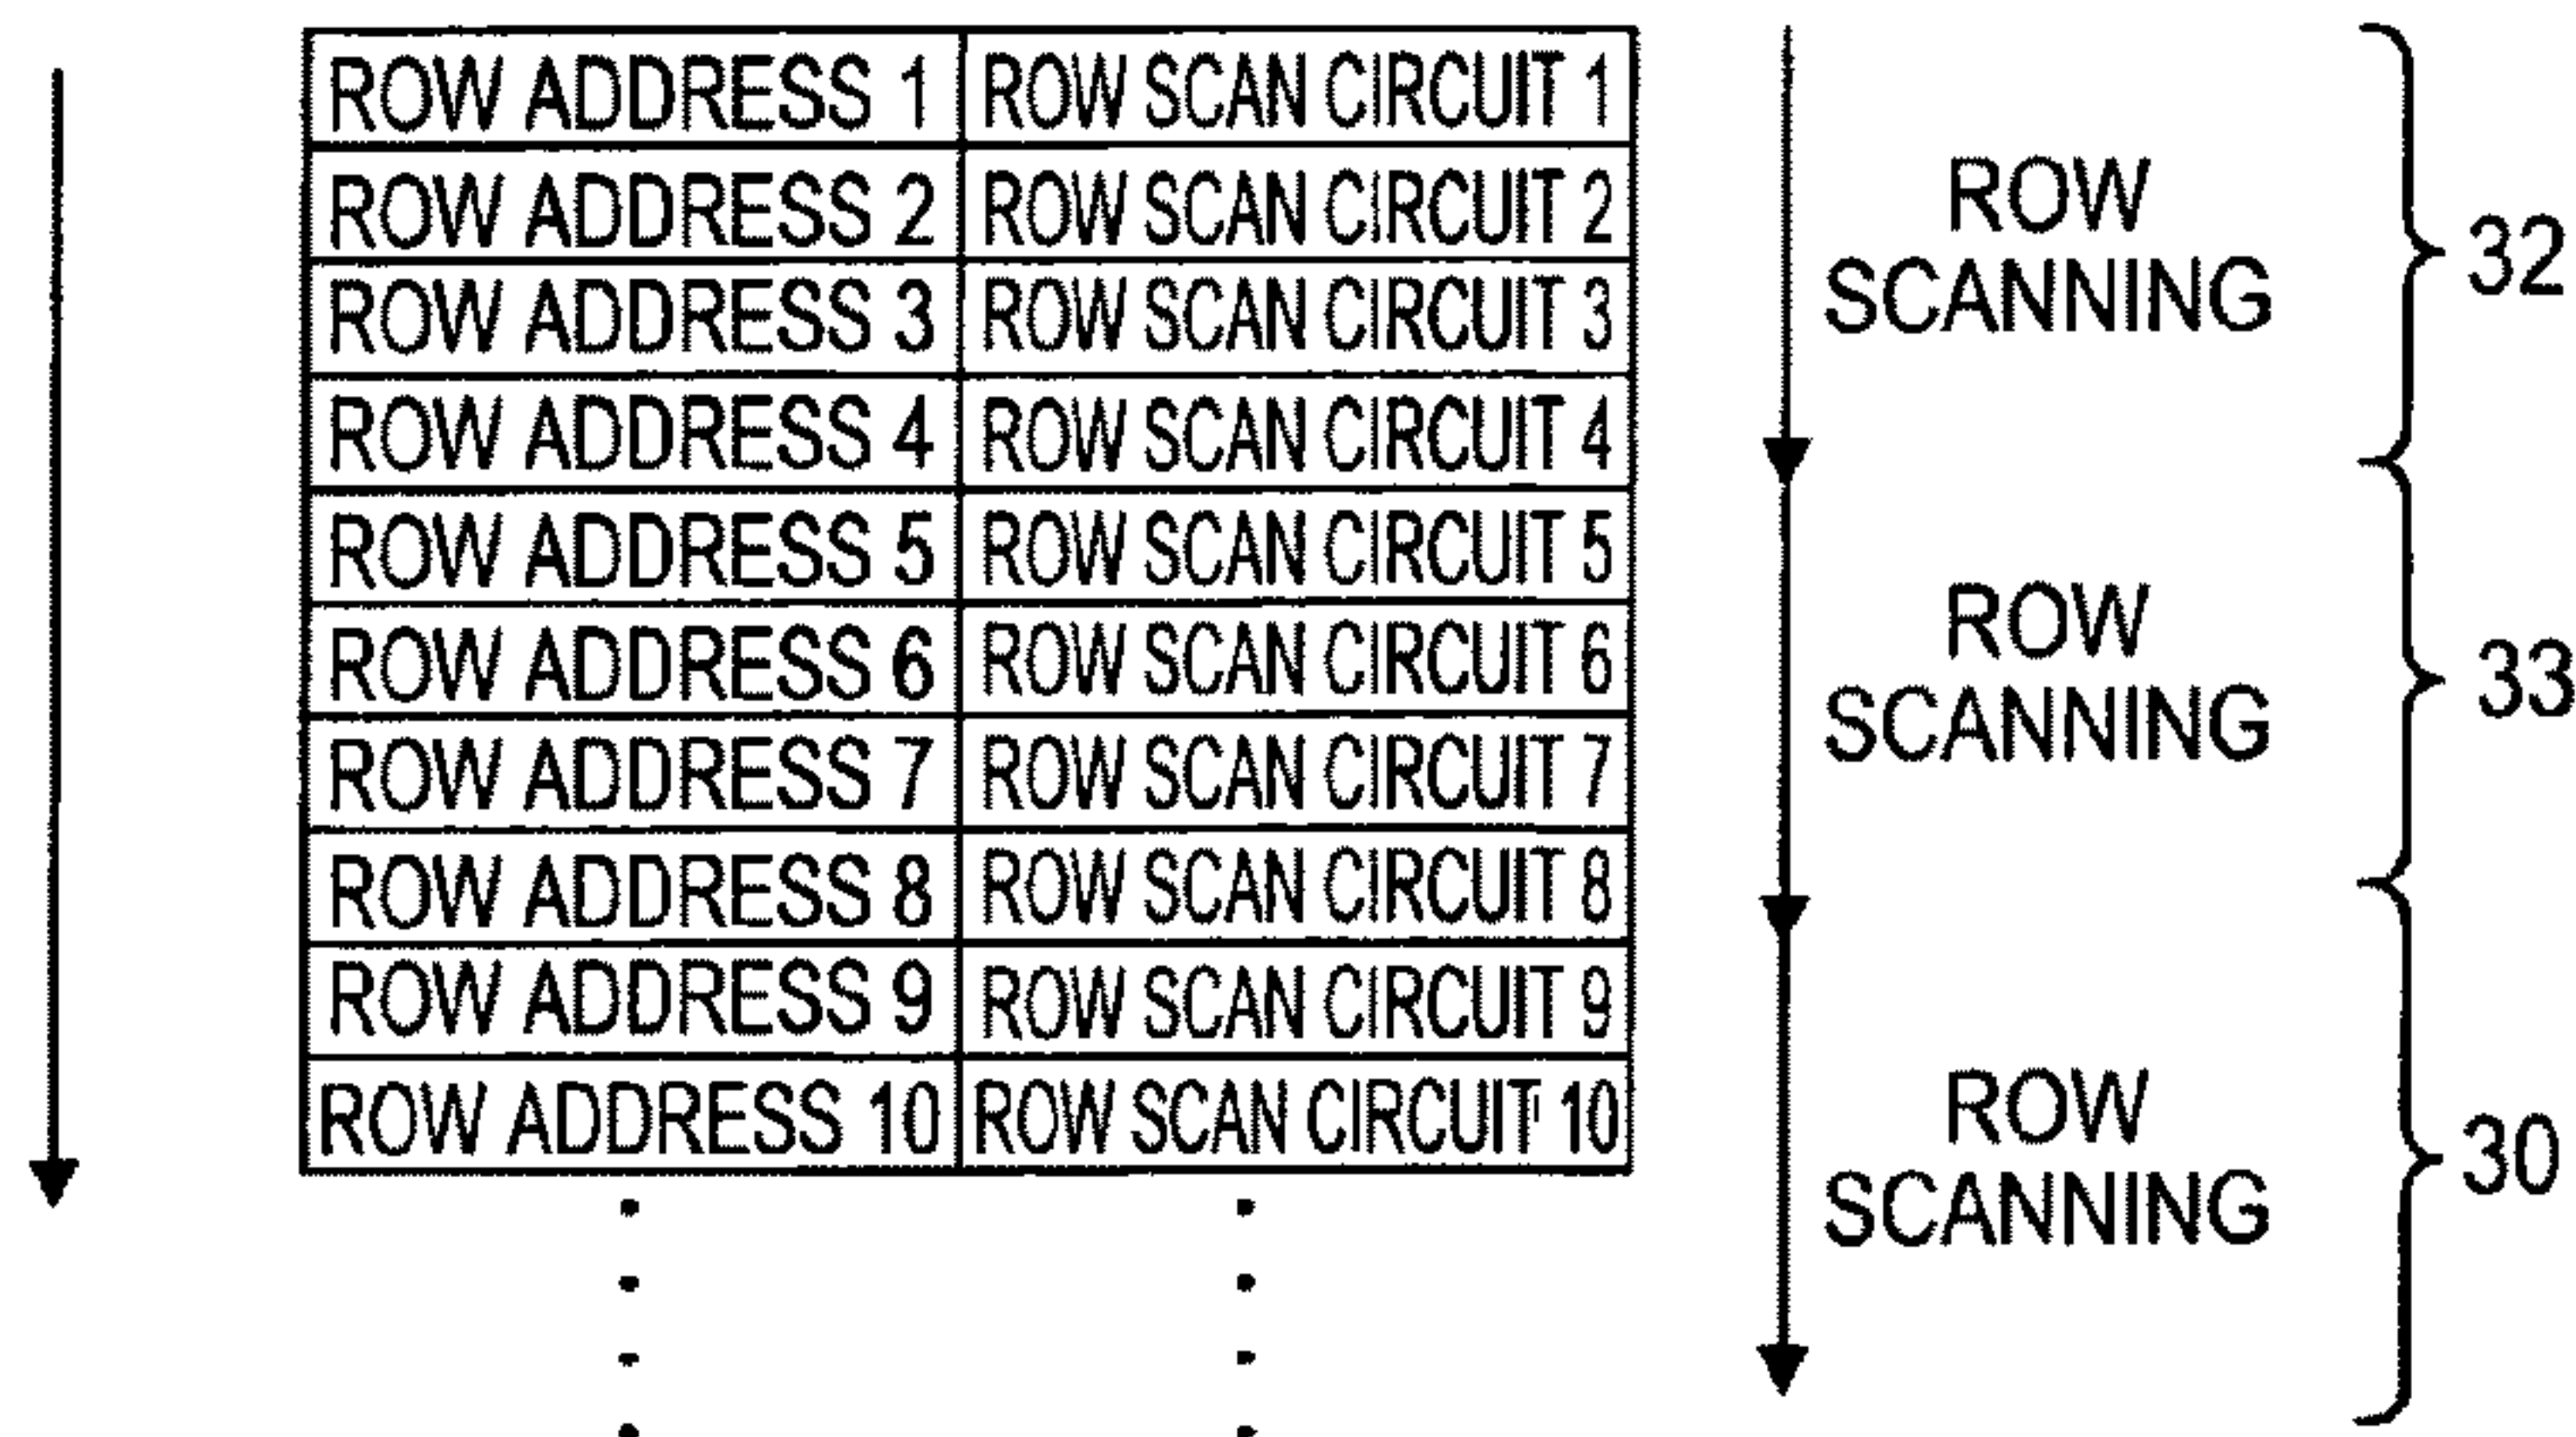 ROW ADDRESS 1 ROW SCAN CIRCUIT 1
ROW ADDRESS 2 ROW SCAN CIRCUIT 2
ROW ADDRESS 3 ROW SCAN CIRCUIT 3
ROW ADDRESS 4 ROW SCAN CIRCUIT 4
ROW ADDRESS 5 ROW SCAN CIRCUIT 5
ROW ADDRESS 6 ROW SCAN CIRCUIT 6
ROW ADDRESS 7 ROW SCAN CIRCUIT 7
ROW ADDRESS 8 ROW SCAN CIRCUIT 8
ROW ADDRESS 9 ROW SCAN CIRCUIT 9
ROW ADDRESS 10 ROW SCAN CIRCUIT 10
ROW
SCANNING
32
ROW
SCANNING
33
ROW
SCANNING
30